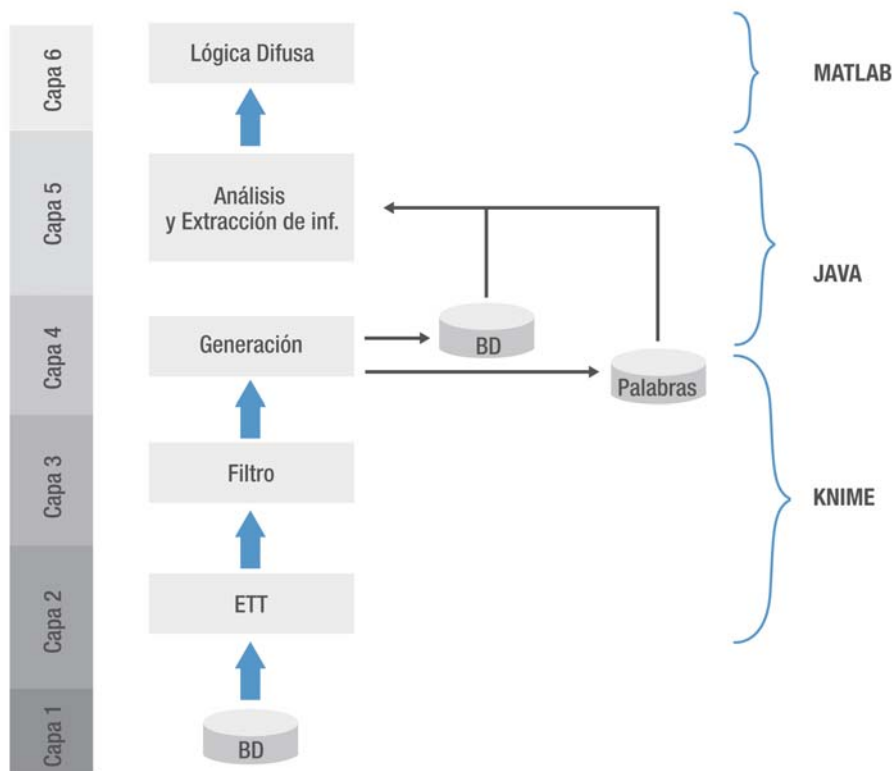 Capa 6
Lógica Difusa
MATLAB
Capa 5
Análisis
y Extracción de inf.
JAVA
Capa 4
Generación
BD
Palabras
Capa 3
Filtro
KNIME
Capa 2
ETT
Capa 1
BD